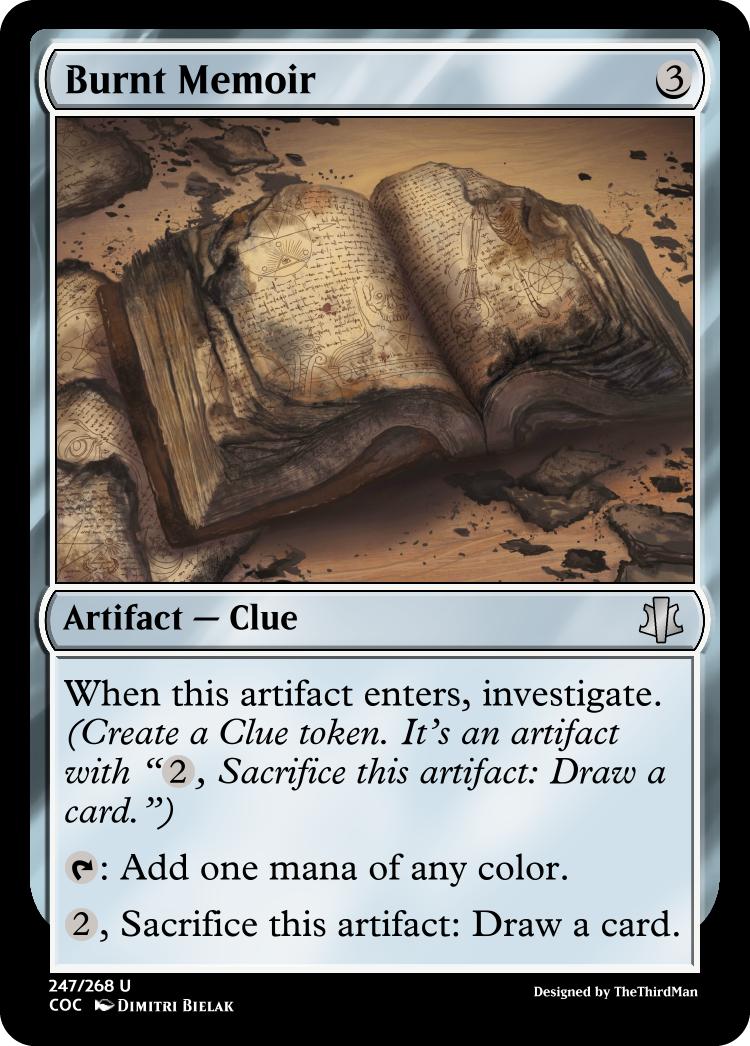 Burnt Memoir 3
Artifact — Clue
When this artifact enters, investigate.
(Create a Clue token. It's an artifact
with “2, Sacrifice this artifact: Draw a
card.”)
: Add one mana of any color.
2, Sacrifice this artifact: Draw a card.
247/268 U
COC DIMITRI BIELAK
Designed by TheThirdMan